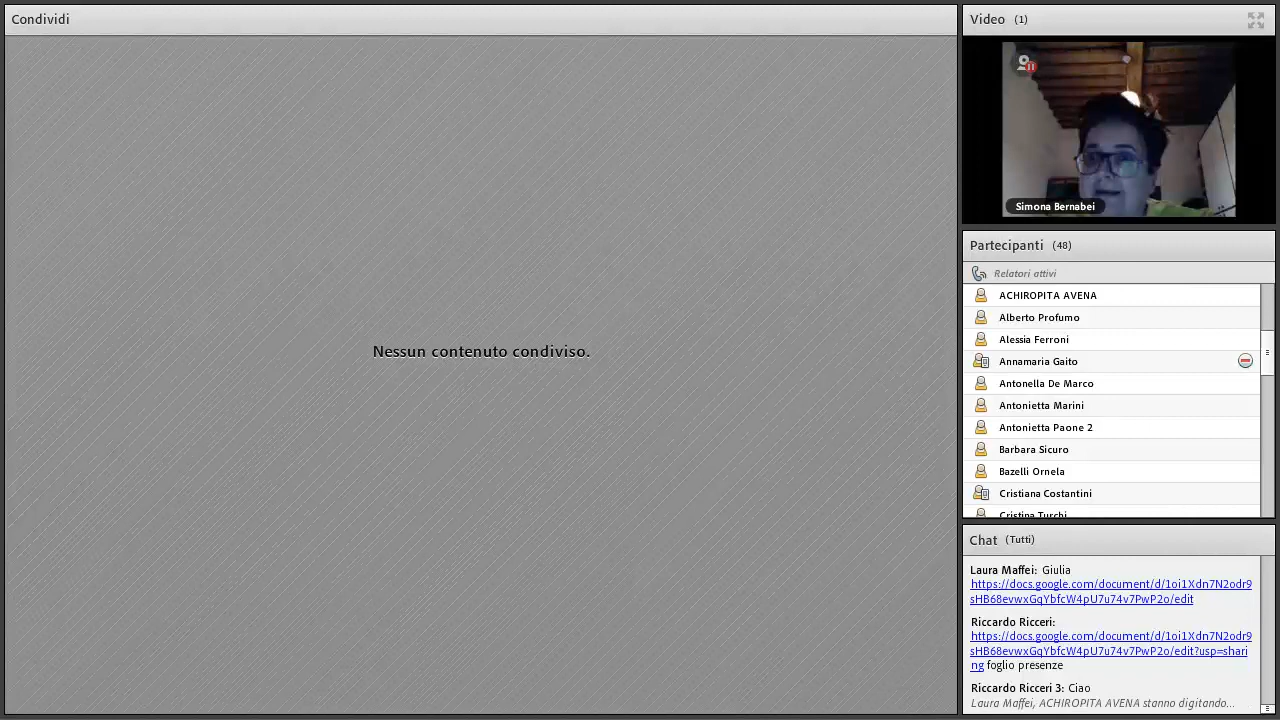 Condividi
Nessun contenuto condiviso.
Video (1)
Simona Bernabei
Partecipanti (48)
Relatori attivi
ACHIROPITA AVENA
Alberto Profumo
Alessia Ferroni
Annamaria Gaito
Antonella De Marco
Antonietta Marini
Antonietta Paone 2
Barbara Sicuro
Bazelli Ornela
Cristiana Costantini
Cristina Turchi
Chat (Tutti)
Laura Maffei: Giulia
https://docs.google.com/document/d/1oi1Xdn7N2odr9
sHB68evwxGqYbfcW4pU7u74v7PwP2o/edit
Riccardo Ricceri:
https://docs.google.com/document/d/1oi1Xdn7N2odr9
sHB68evwxGqYbfcW4pU7u74v7PwP2o/edit?usp=shari
ng foglio presenze
Riccardo Ricceri 3: Ciao
Laura Maffei, ACHIROPITA AVENA stanno digitando...